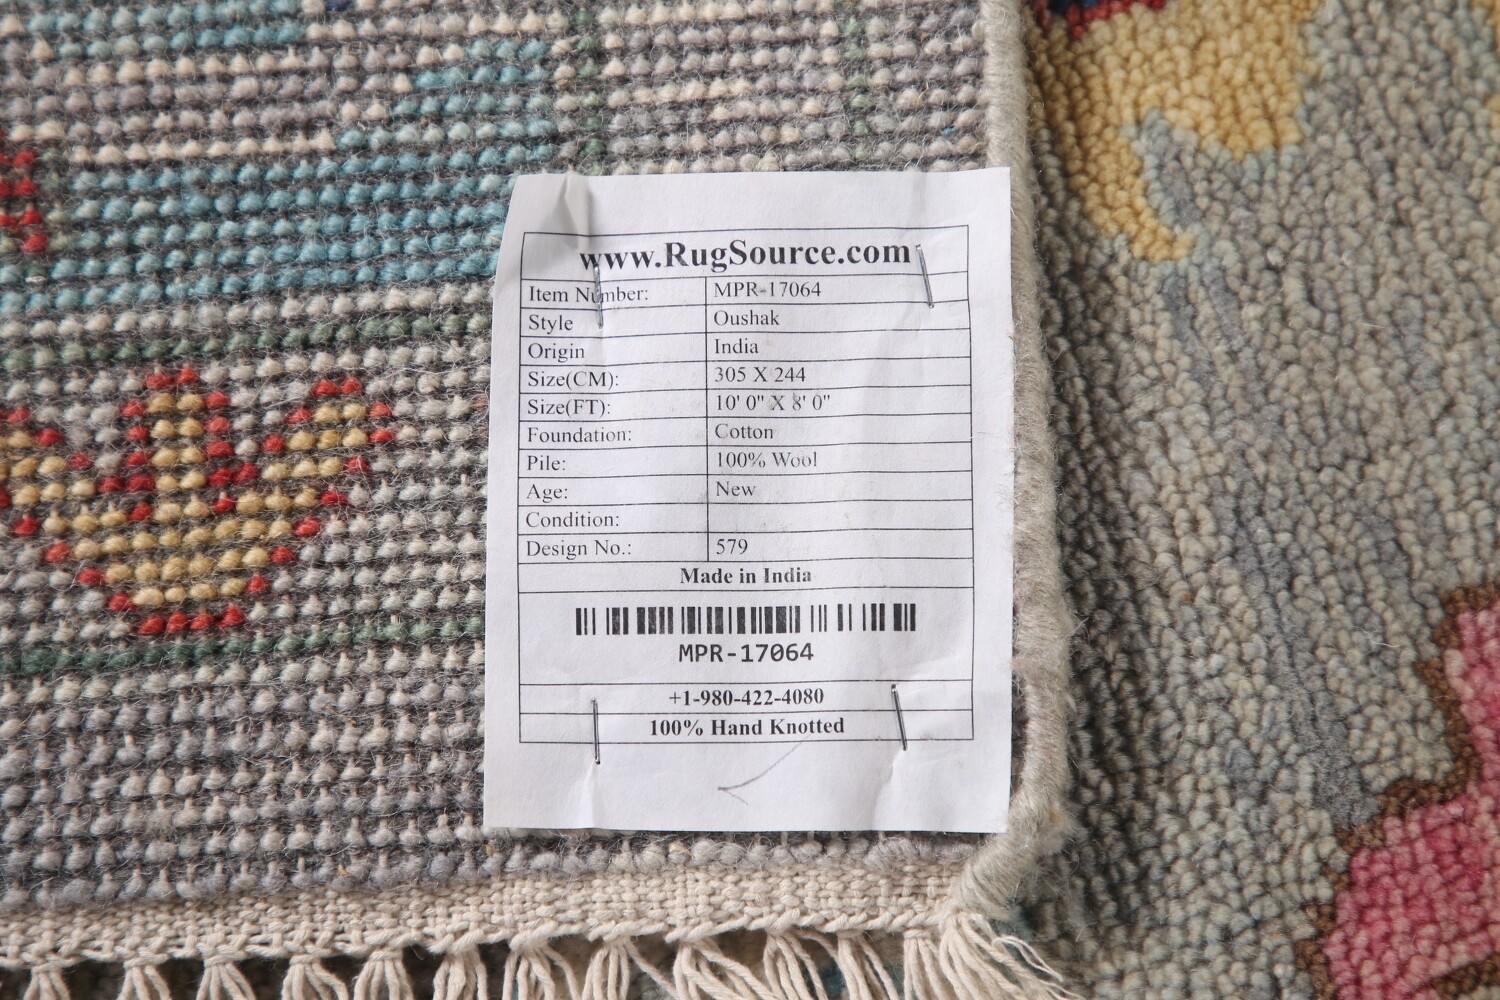 www.RugSource.com
Item Number: MPR-17064
Style Oushak
Origin India
Size(CM): 305 X 244
Size(FT): 10' 0" X 8' 0"
Foundation: Cotton
Pile: 100% Wool
Age: New
Condition:
Design No.: 579
Made in India
MPR-17064
+1-980-422-4080
100% Hand Knotted